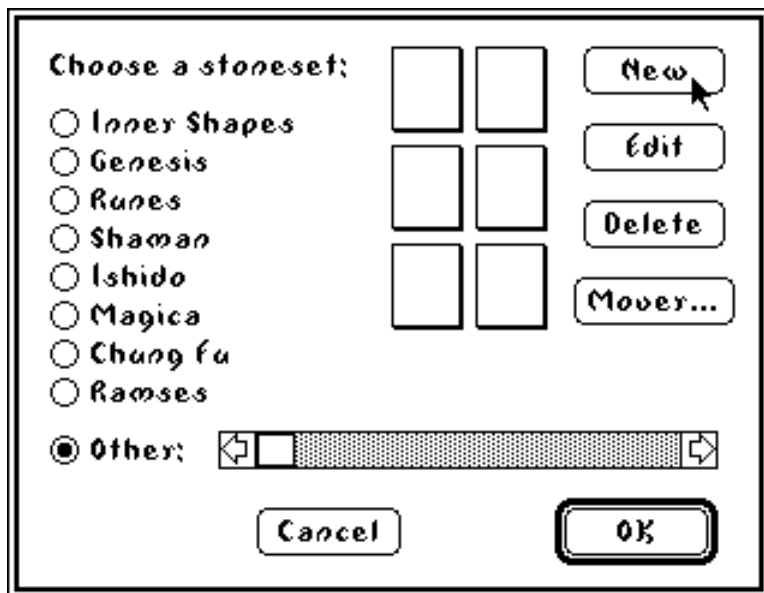 Choose a stoneset:
Inner Shapes
Genesis
Runes
Shaman
Ishido
Magica
Chung Fu
Ramses
Other:
New
Edit
Delete
Mover...
Cancel
OK